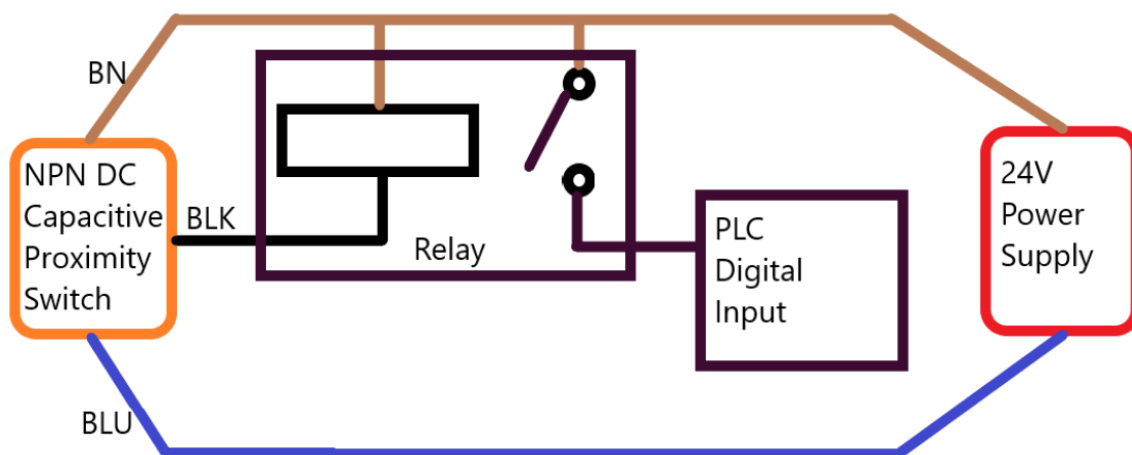 BN
NPN DC
Capacitive
Proximity
Switch
BLK
BLU
Relay
PLC
Digital
Input
24V
Power
Supply